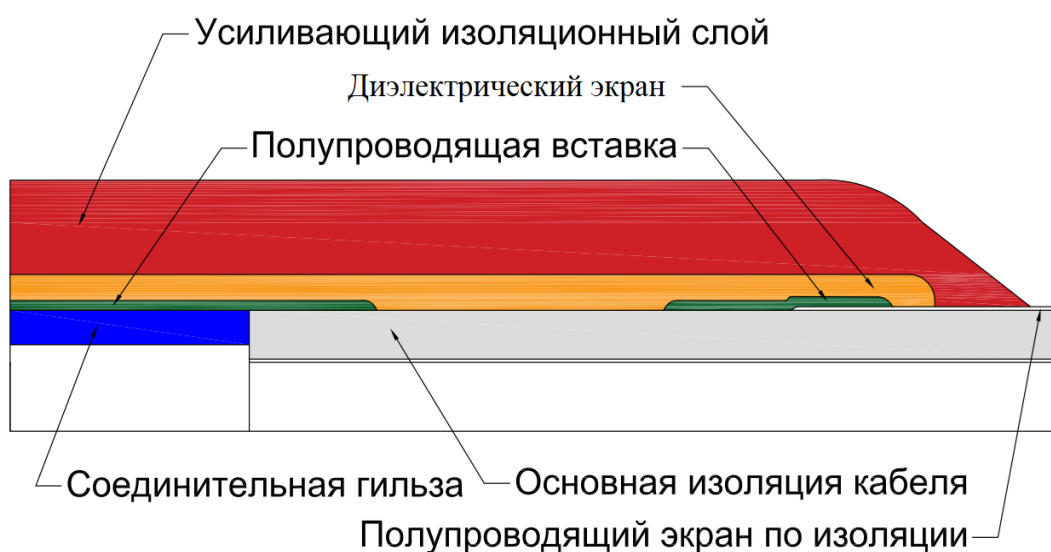 Усиливающий изоляционный слой
Диэлектрический экран
Полупроводящая вставка
Соединительная гильза
Основная изоляция кабеля
Полупроводящий экран по изоляции